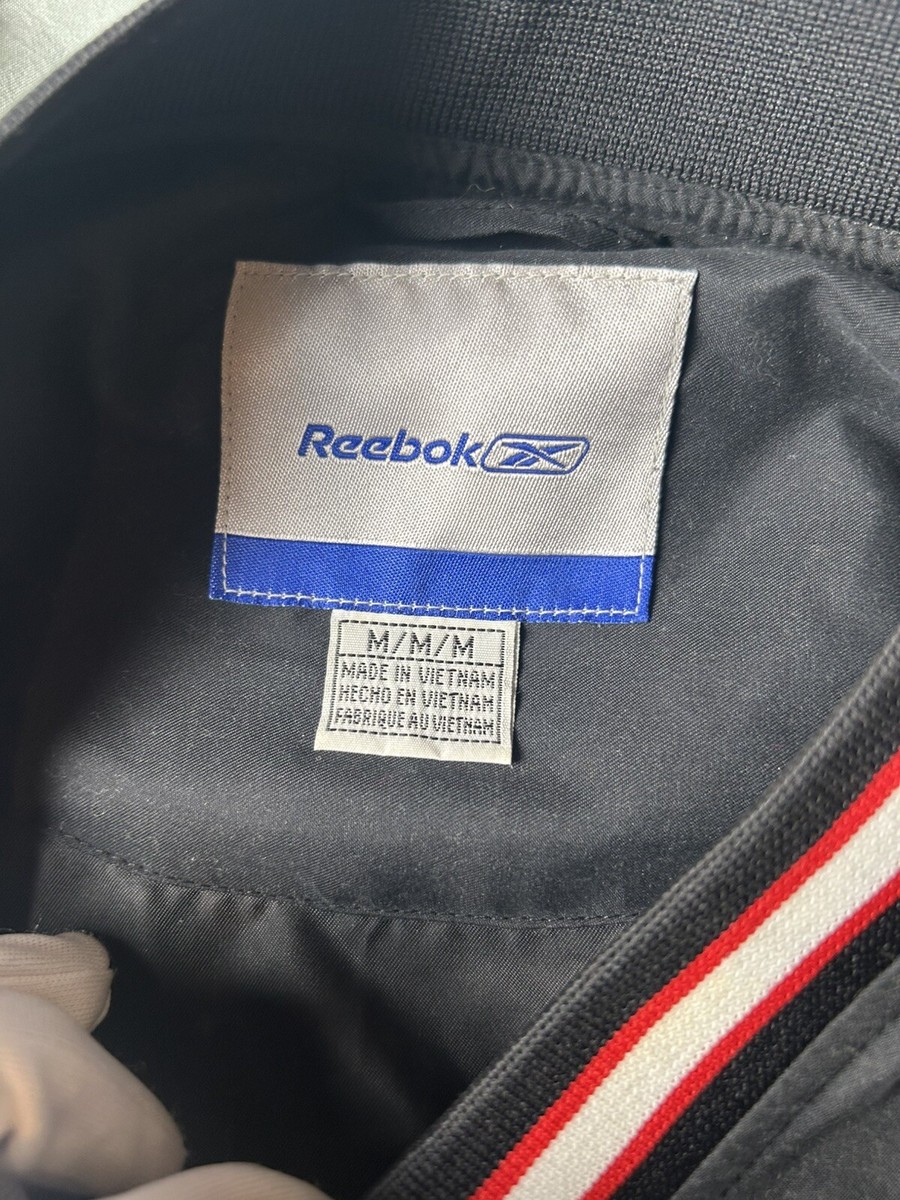 Reebok
M/M/M
MADE IN VIETNAM
HECHO EN VIETNAM
FABRIQUE AU VIETNAM